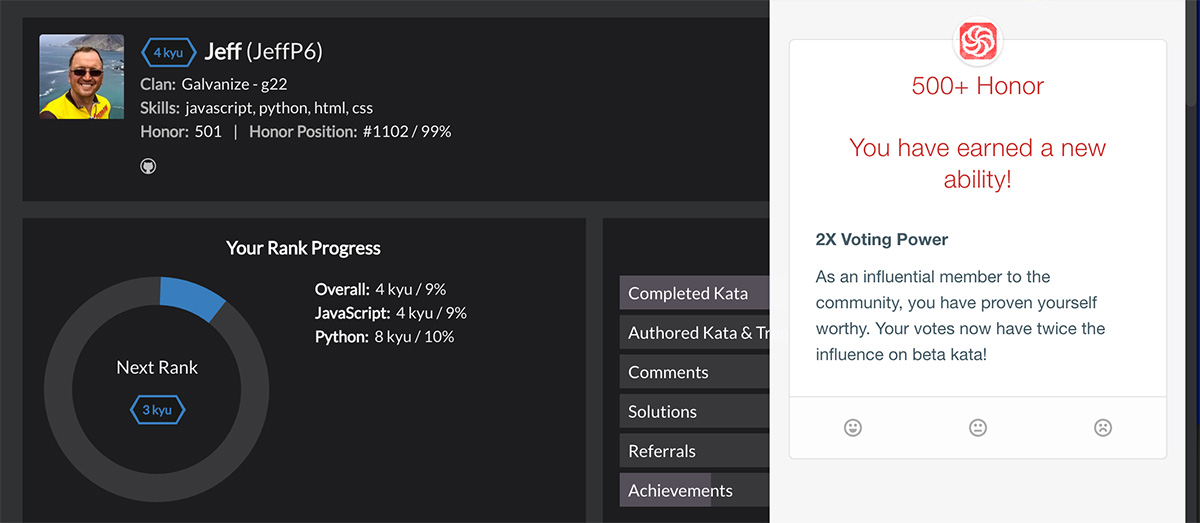 4 kyu Jeff (JeffP6)
Clan: Galvanize - g22
Skills: javascript, python, html, css
Honor: 501 | Honor Position: #1102 / 99%
Your Rank Progress
Next Rank
3 kyu
Overall: 4 kyu / 9%
JavaScript: 4 kyu / 9%
Python: 8 kyu / 10%
Completed Kata
Authored Kata & Tr
Comments
Solutions
Referrals
Achievements
500+ Honor
You have earned a new
ability!
2X Voting Power
As an influential member to the
community, you have proven yourself
worthy. Your votes now have twice the
influence on beta kata!